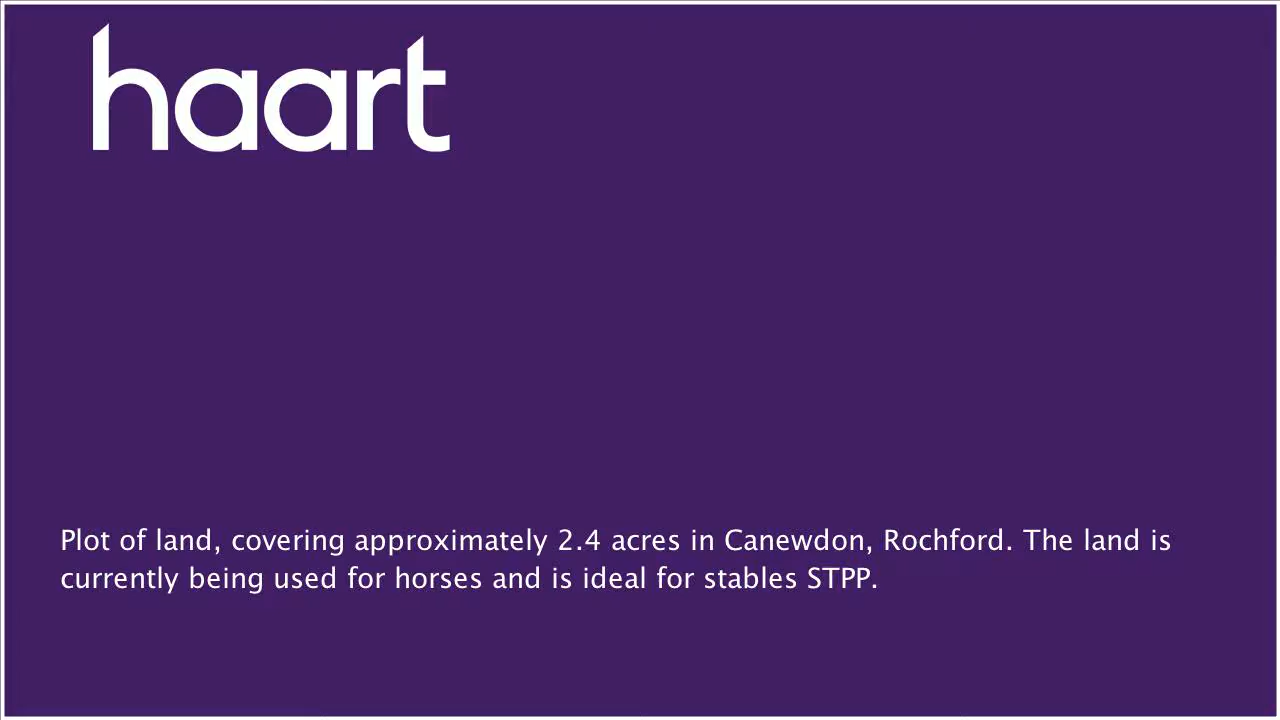 haart
Plot of land, covering approximately 2.4 acres in Canewdon, Rochford. The land is
currently being used for horses and is ideal for stables STPP.